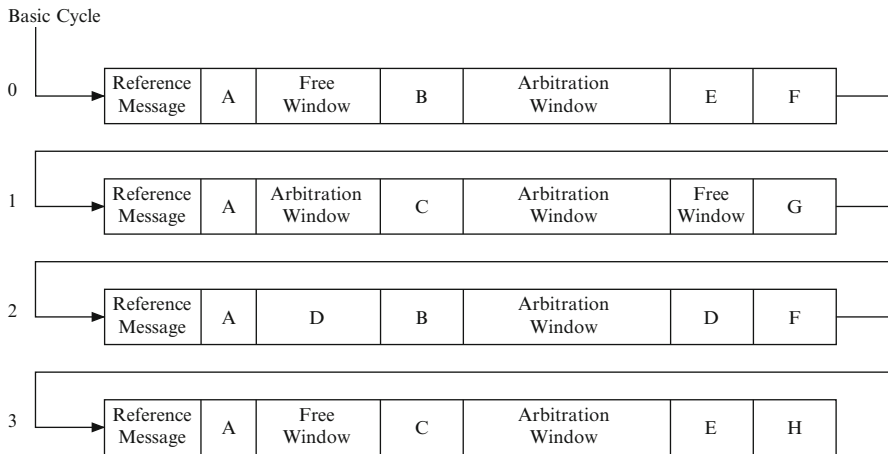 Basic Cycle
0
Reference Message
A
Free Window
B
Arbitration Window
E
F
1
Reference Message
A
Arbitration Window
C
Arbitration Window
Free Window
G
2
Reference Message
A
D
B
Arbitration Window
D
F
3
Reference Message
A
Free Window
C
Arbitration Window
E
H